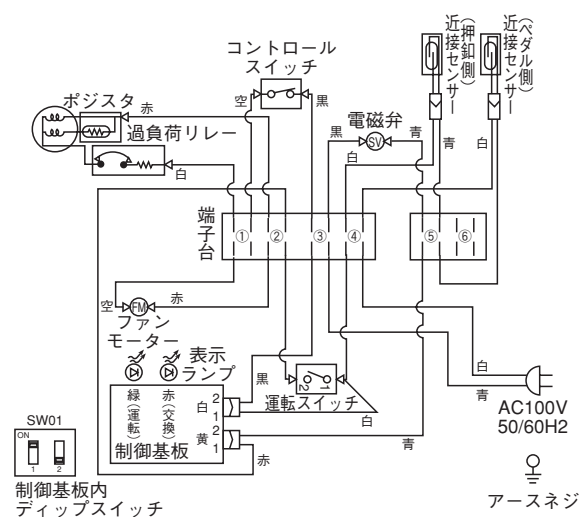 コントロール
スイッチ
空
黒
ポジスタ
赤
過負荷リレー
白
電磁弁
黒
SV
青
白
近接センサー
(押釦側)
近接センサー
(ペダル側)
青
白
端子台
① ② ③ ④
⑤ ⑥
空
FM
赤
ファン
モーター
表示
ランプ
緑(運転)
赤(交換)
制御基板
白
2
1
黄
2
1
黒
赤
2 1
運転スイッチ
白
青
白
青
AC100V
50/60H2
アースネジ
SW01
ON
1 2
制御基板内
ディップスイッチ